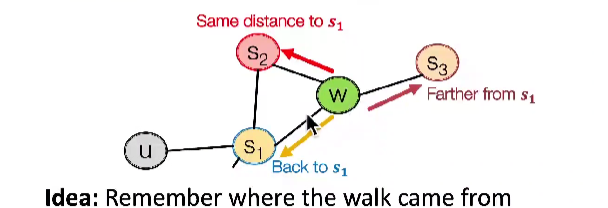 Same distance to s₁
S₂
S₃
W
Farther from s₁
u
S₁
Back to s₁
Idea: Remember where the walk came from